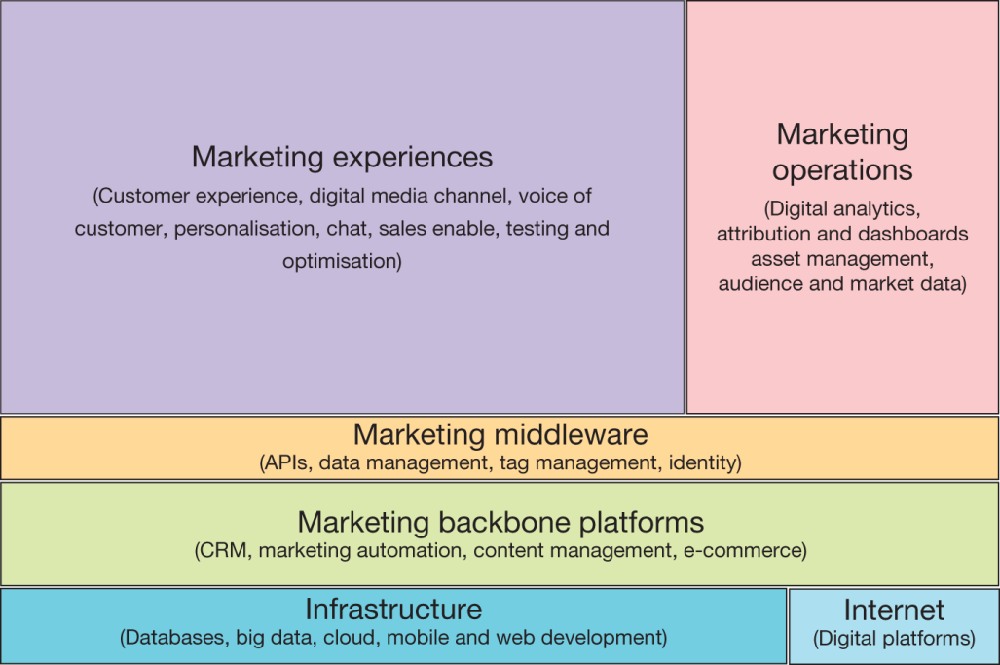 Marketing experiences
(Customer experience, digital media channel, voice of
customer, personalisation, chat, sales enable, testing and
optimisation)
Marketing
operations
(Digital analytics,
attribution and dashboards
asset management,
audience and market data)
Marketing middleware
(APIs, data management, tag management, identity)
Marketing backbone platforms
(CRM, marketing automation, content management, e-commerce)
Infrastructure
(Databases, big data, cloud, mobile and web development)
Internet
(Digital platforms)